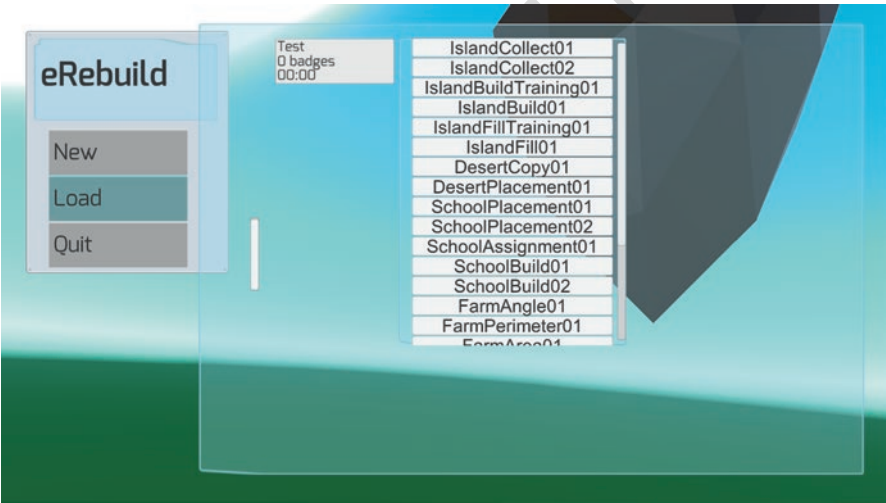 eRebuild
New
Load
Quit
Test
0 badges
00:00
IslandCollect01
IslandCollect02
IslandBuildTraining01
IslandBuild01
IslandFillTraining01
IslandFill01
DesertCopy01
DesertPlacement01
SchoolPlacement01
SchoolPlacement02
SchoolAssignment01
SchoolBuild01
SchoolBuild02
FarmAngle01
FarmPerimeter01
FarmArea01